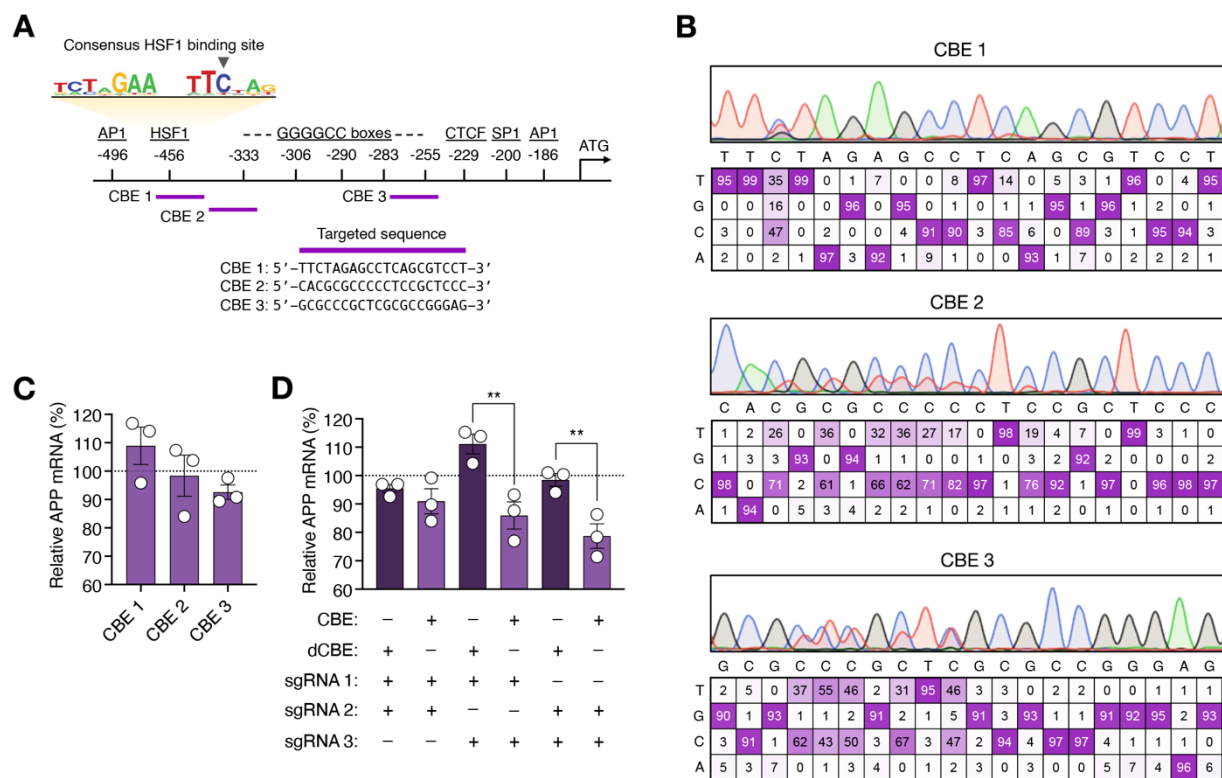 A
Consensus HSF1 binding site
TCTAGAA TTCTAG
AP1 HSF1 GGGGCC boxes CTCF SP1 AP1 ATG
-496 -456 -333 -306 -290 -283 -255 -229 -200 -186
CBE 1
CBE 2
CBE 3
Targeted sequence
CBE 1: 5'–TTCTAGAGCCTCAGCGTCCT–3'
CBE 2: 5'–CACGCGCCCCCTCCGCTCCC–3'
CBE 3: 5'–GCGCCCGCTCGCGCCGGGAG–3'
B
CBE 1
T T C T A G A G C C T C A G C G T C C T
T 95 99 35 99 0 1 7 0 0 8 97 14 0 5 3 1 96 0 4 95
G 0 0 16 0 0 96 0 95 0 1 0 1 1 95 1 96 1 2 0 1
C 3 0 47 0 2 0 0 4 91 90 3 85 6 0 89 3 1 95 94 3
A 2 0 2 1 97 3 92 1 9 1 0 0 93 1 7 0 2 2 2 1
CBE 2
C A C G C G C C C C C T C C G C T C C C
T 1 2 26 0 36 0 32 36 27 17 0 98 19 4 7 0 99 3 1 0
G 1 3 3 93 0 94 1 1 0 0 1 0 3 2 92 2 0 0 0 1
C 98 0 71 2 61 1 66 62 71 82 97 1 76 92 1 97 0 96 98 97
A 1 94 0 5 3 4 2 2 1 0 2 1 1 2 0 1 0 1 1 2
CBE 3
G C G C C C G C T C G C G C C G G G A G
T 2 5 0 37 55 46 2 31 95 46 3 3 0 2 2 0 0 1 1 1
G 90 1 93 1 1 2 91 2 1 5 91 3 93 1 1 91 92 95 2 93
C 3 91 1 62 43 50 3 67 3 47 2 94 4 97 97 4 1 1 1 0
A 5 3 7 0 1 3 4 0 1 2 4 0 3 0 0 5 7 4 96 6
C
Relative APP mRNA (%)
120
110
100
90
80
70
60
CBE 1 CBE 2 CBE 3
D
Relative APP mRNA (%)
120
110
100
90
80
70
60
** **
CBE: – + – + – +
dCBE: + – + – + –
sgRNA 1: + + + + – –
sgRNA 2: + + – – + +
sgRNA 3: – – + + + +